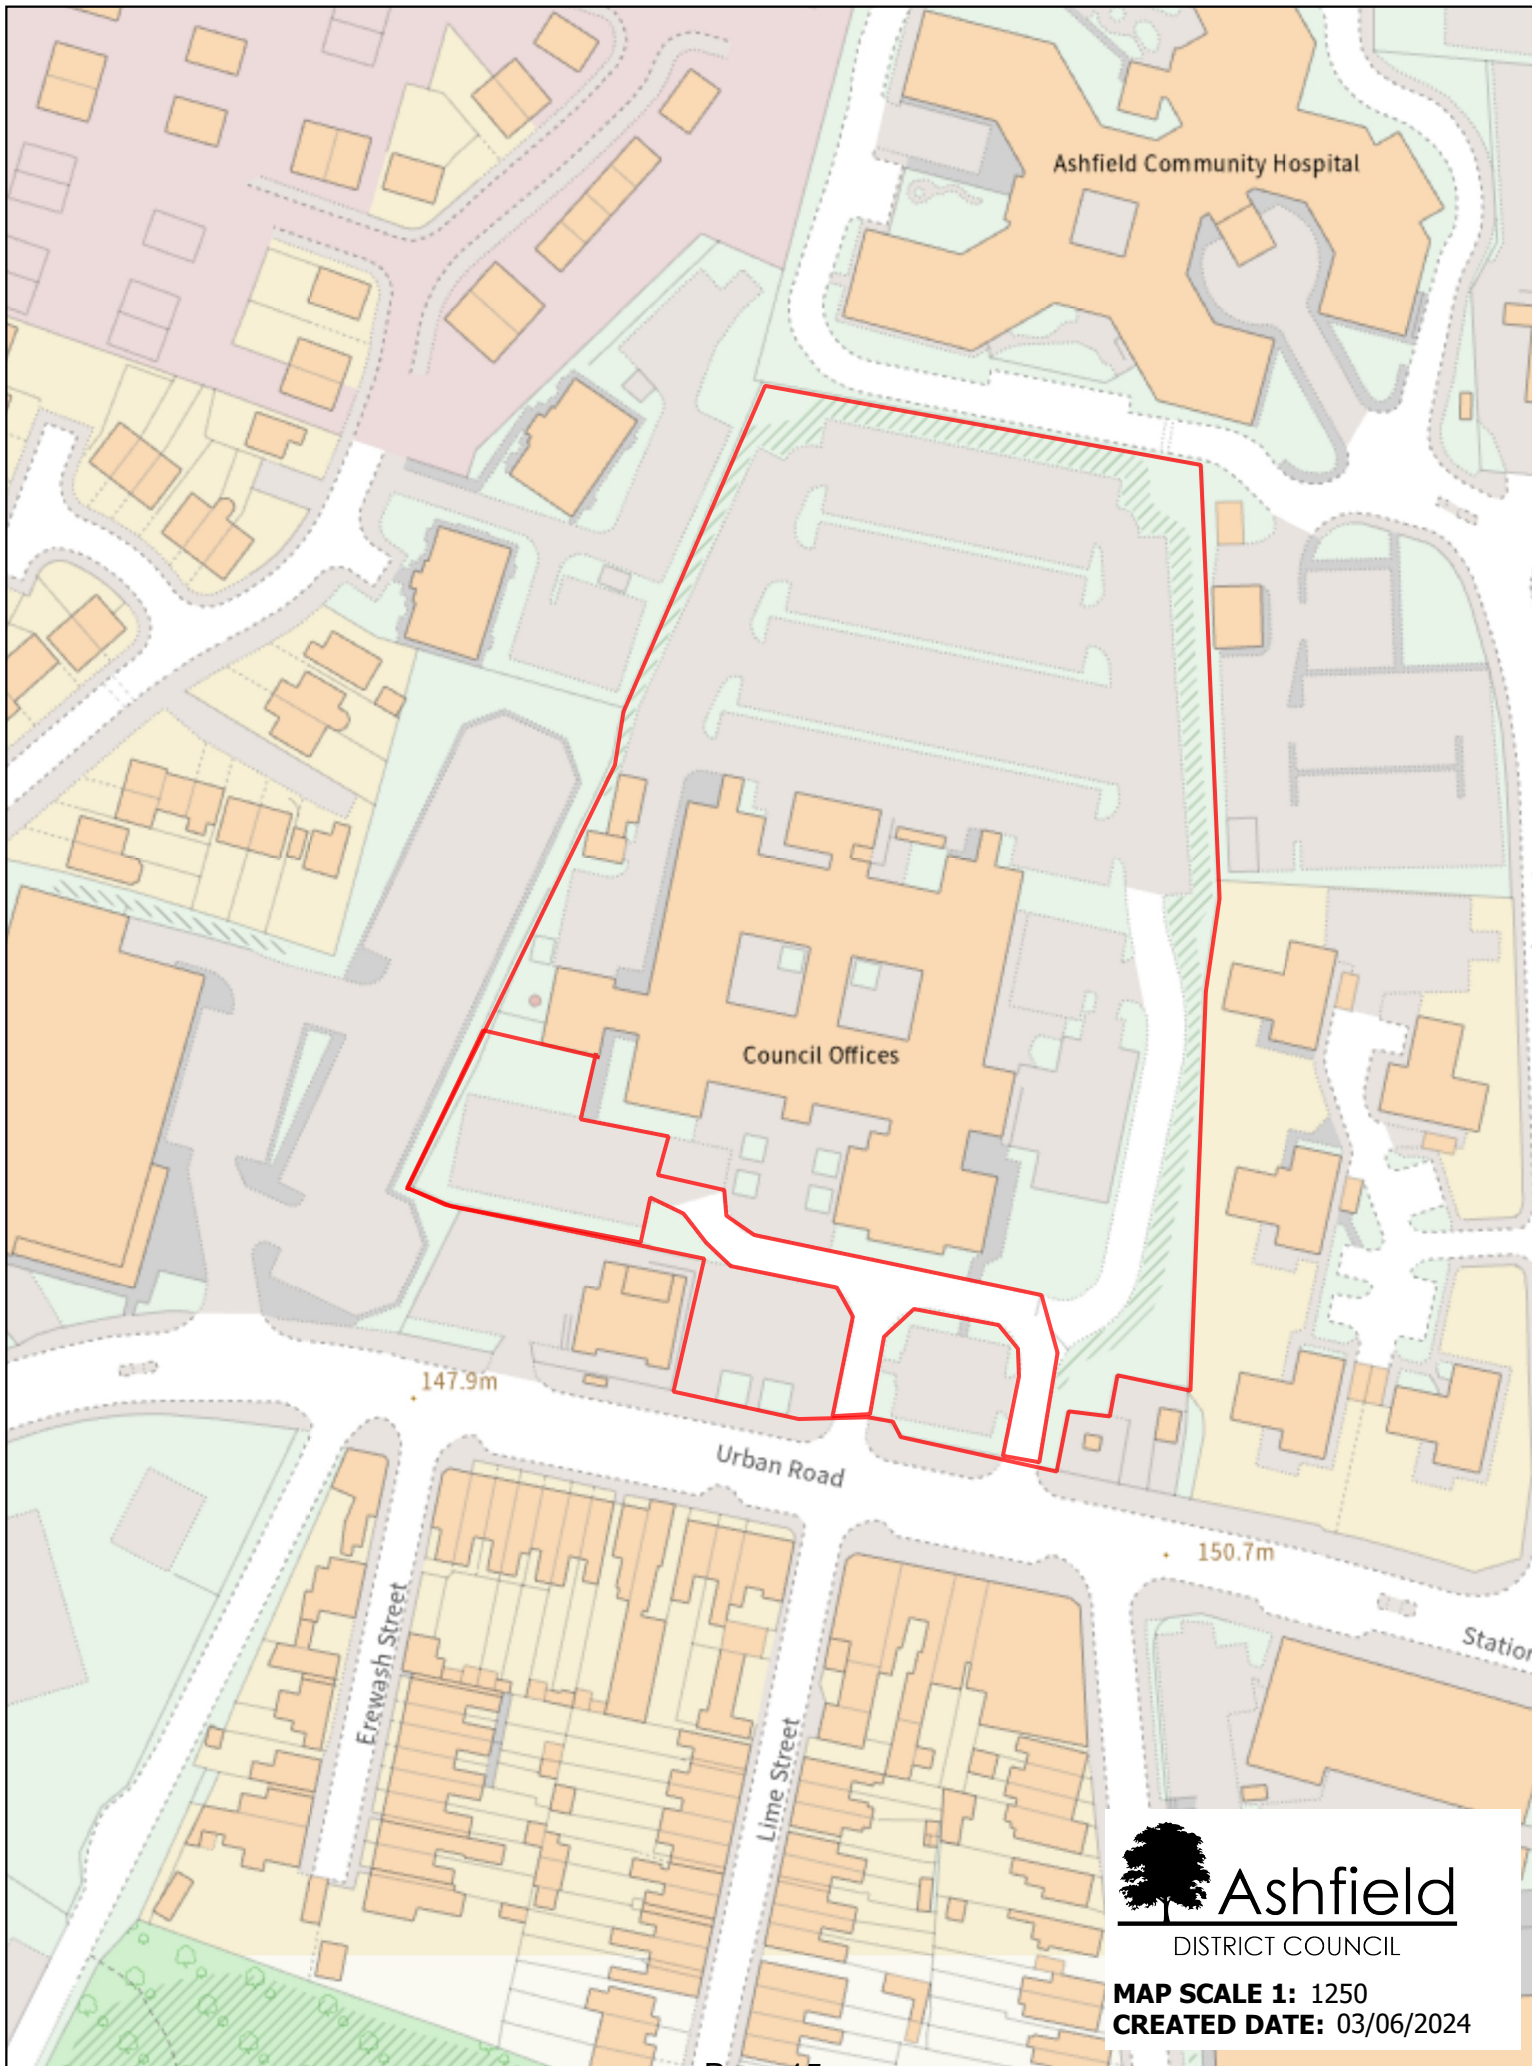 Ashfield Community Hospital
Council Offices
147.9m
Urban Road
150.7m
Erewash Street
Lime Street
Ashfield
DISTRICT COUNCIL
MAP SCALE 1: 1250
CREATED DATE: 03/06/2024